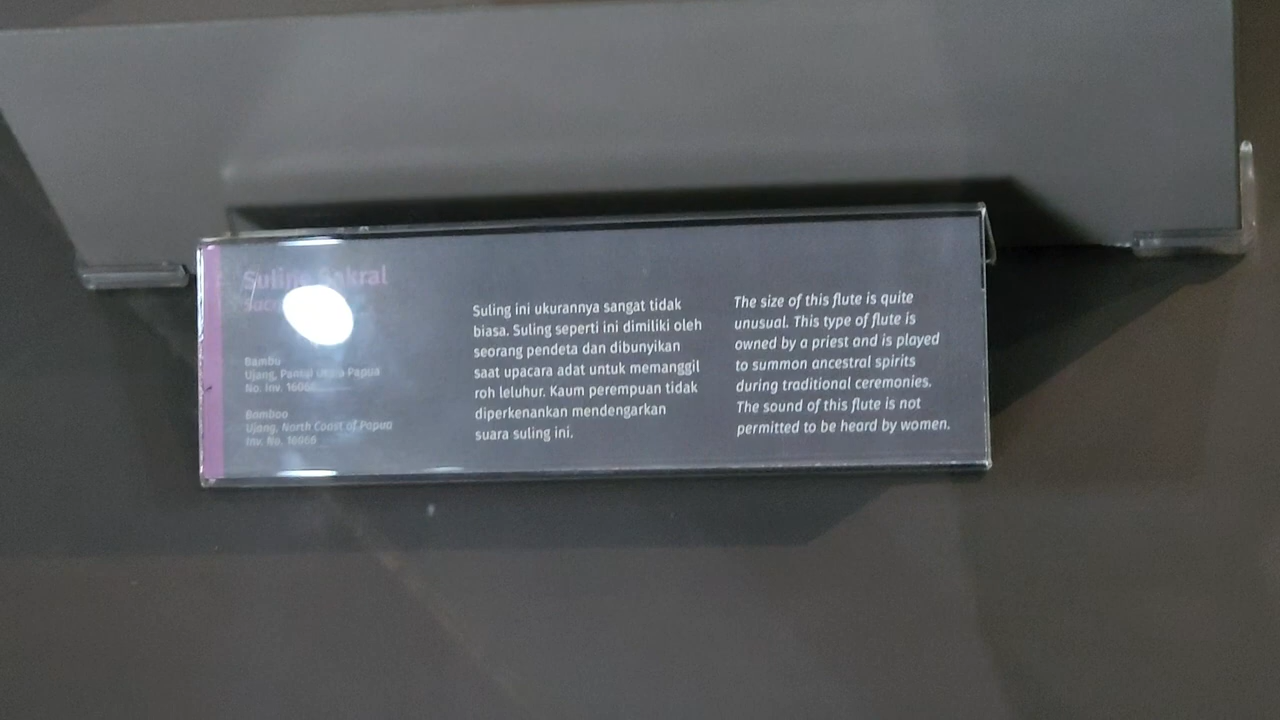 Suling Sakral
Bambu
Ujang, Pantai Utara Papua
No. Inv. 16066
Bamboo
Ujang, North Coast of Papua
Inv. No. 16066
Suling ini ukurannya sangat tidak
biasa. Suling seperti ini dimiliki oleh
seorang pendeta dan dibunyikan
saat upacara adat untuk memanggil
roh leluhur. Kaum perempuan tidak
diperkenankan mendengarkan
suara suling ini.
The size of this flute is quite
unusual. This type of flute is
owned by a priest and is played
to summon ancestral spirits
during traditional ceremonies.
The sound of this flute is not
permitted to be heard by women.